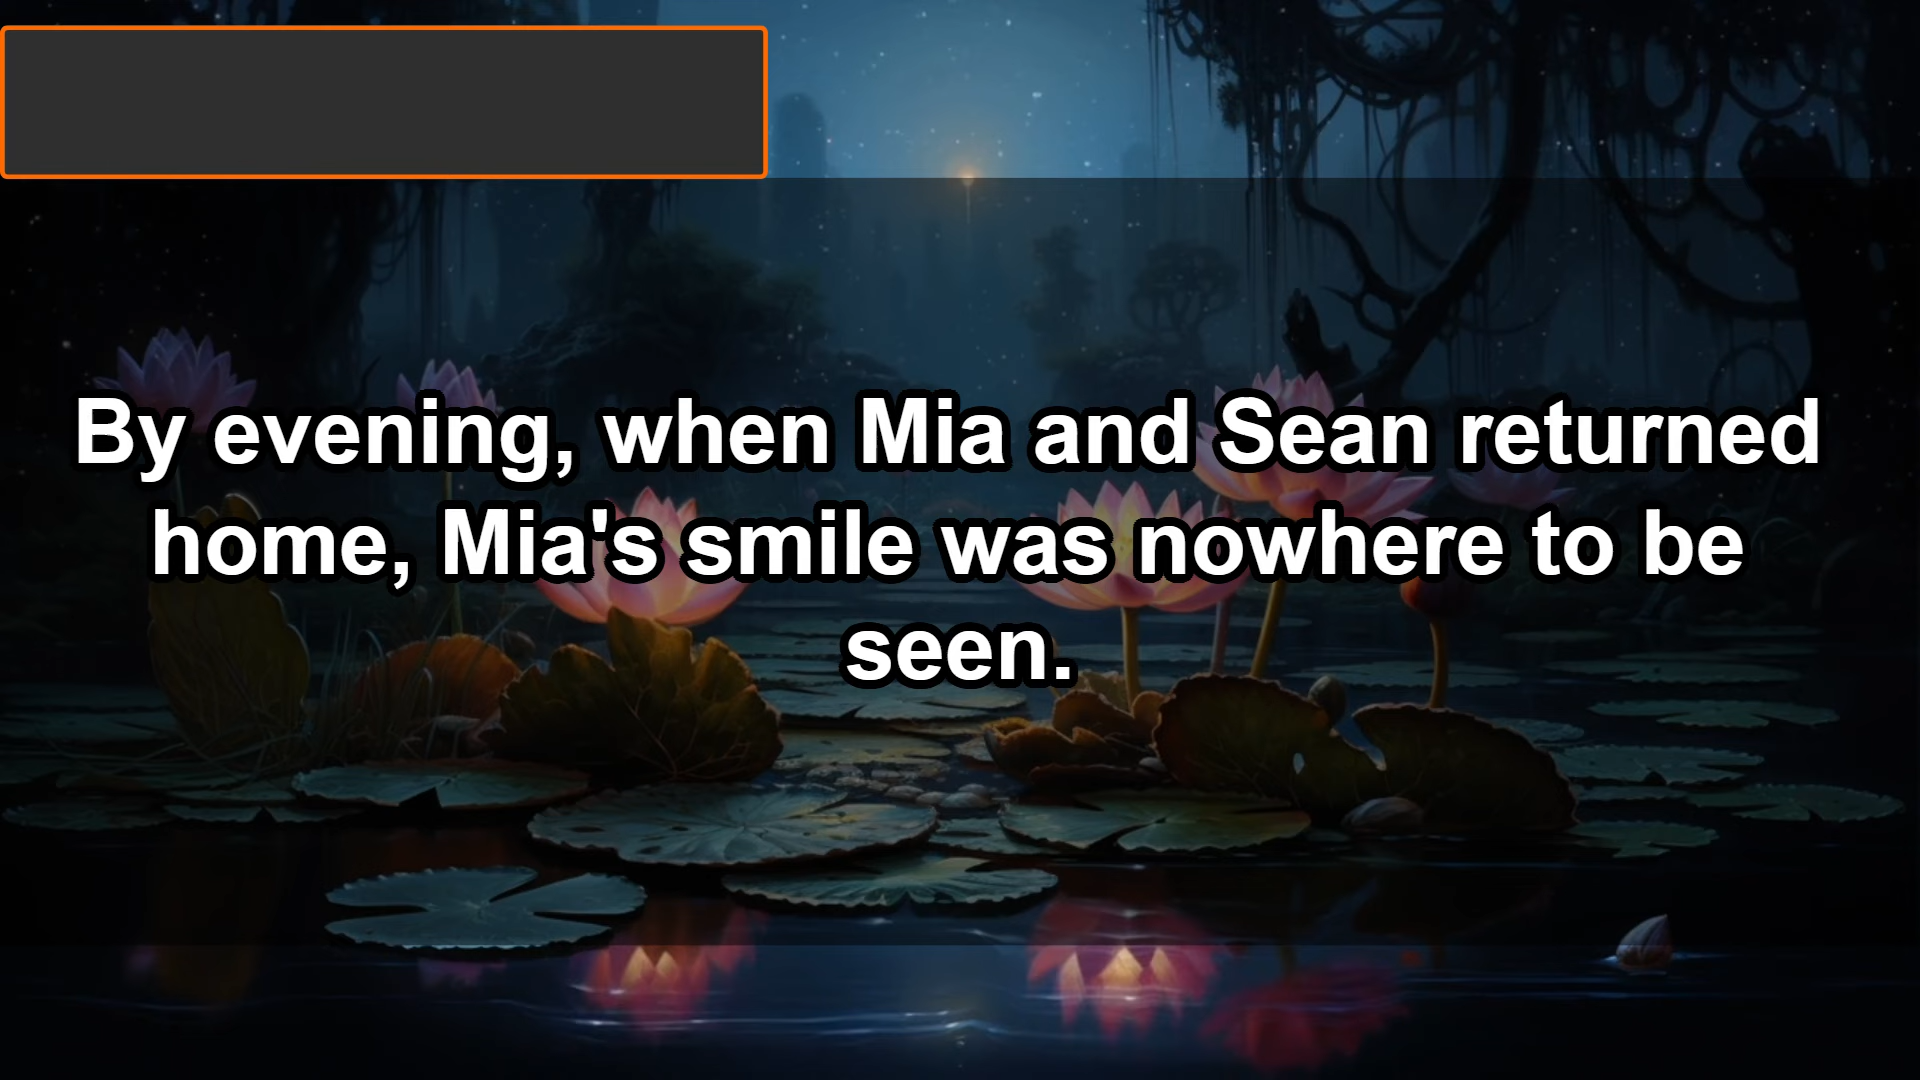 By evening, when Mia and Sean returned
home, Mia's smile was nowhere to be
seen.